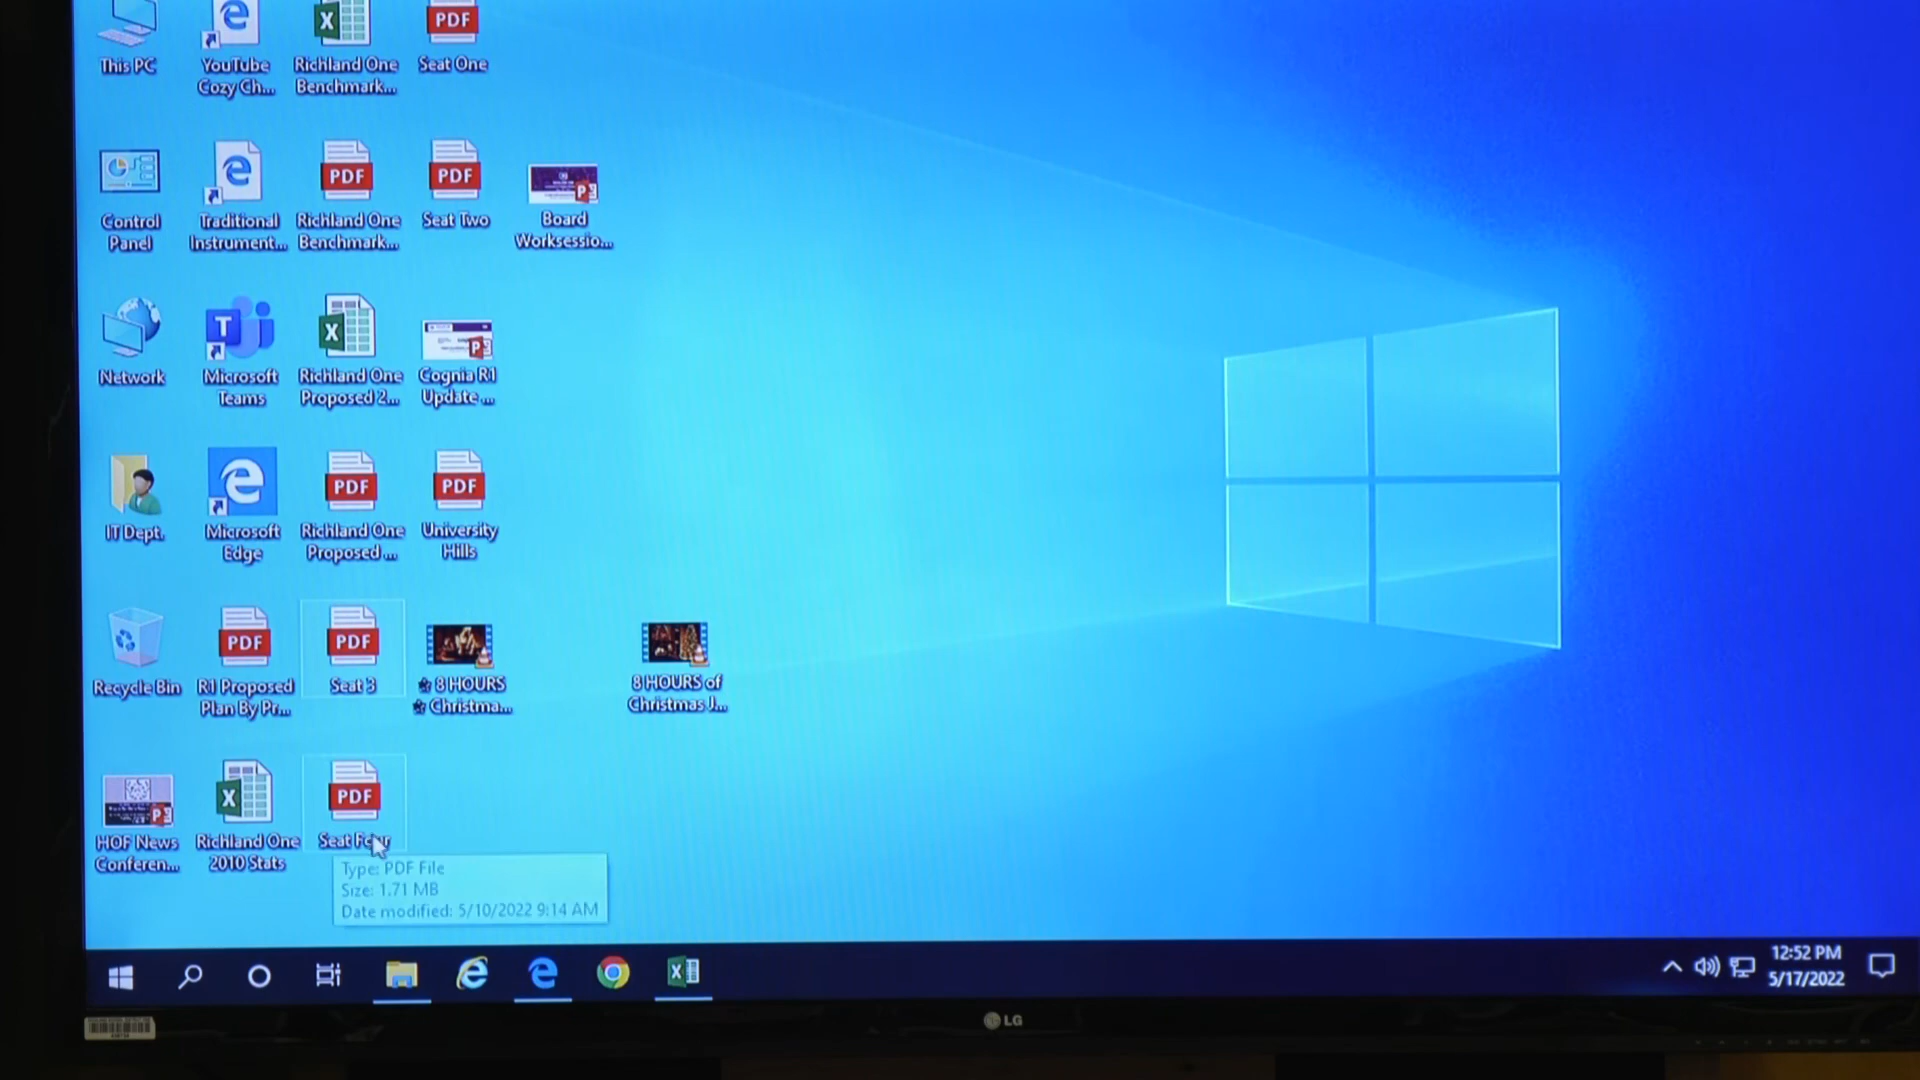 This PC
YouTube
Cozy Ch...
Richland One
Benchmark...
PDF
Seat One
Control
Panel
Traditional
Instrument...
PDF
Richland One
Benchmark...
PDF
Seat Two
Board
Worksessio...
Network
Microsoft
Teams
Richland One
Proposed 2...
Cognia R1
Update ...
IT Dept.
Microsoft
Edge
PDF
Richland One
Proposed ...
PDF
University
Hills
Recycle Bin
PDF
R1 Proposed
Plan By Pr...
PDF
Seat 3
8 HOURS
Christma...
8 HOURS of
Christmas J...
HOF News
Conferen...
Richland One
2010 Stats
PDF
Seat Four
Type: PDF File
Size: 1.71 MB
Date modified: 5/10/2022 9:14 AM
12:52 PM
5/17/2022
LG